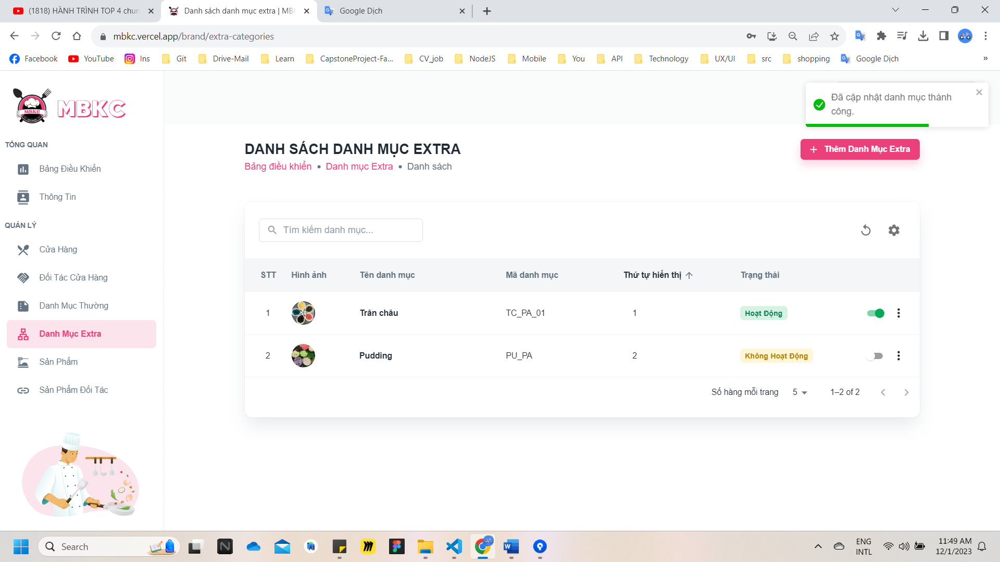 (1818) HÀNH TRÌNH TOP 4 chun
Danh sách danh mục extra | MB
Google Dịch
mbkc.vercel.app/brand/extra-categories
Facebook
YouTube
Ins
Git
Drive-Mail
Learn
CapstoneProject-Fa...
CV_job
NodeJS
Mobile
You
API
Technology
UX/UI
src
shopping
Google Dịch
»
MBKC
MBKC
Đã cập nhật danh mục thành
công.
TỔNG QUAN
Bảng Điều Khiển
Thông Tin
QUẢN LÝ
Cửa Hàng
Đối Tác Cửa Hàng
Danh Mục Thường
Danh Mục Extra
Sản Phẩm
Sản Phẩm Đối Tác
DANH SÁCH DANH MỤC EXTRA
Thêm Danh Mục Extra
Bảng điều khiển • Danh mục Extra • Danh sách
Tìm kiếm danh mục...
STT Hình ảnh Tên danh mục Mã danh mục Thứ tự hiển thị Trạng thái
1 Trân châu TC_PA_01 1 Hoạt Động
2 Pudding PU_PA 2 Không Hoạt Động
Số hàng mỗi trang 5 1–2 of 2
Search
ENG
INTL
11:49 AM
12/1/2023